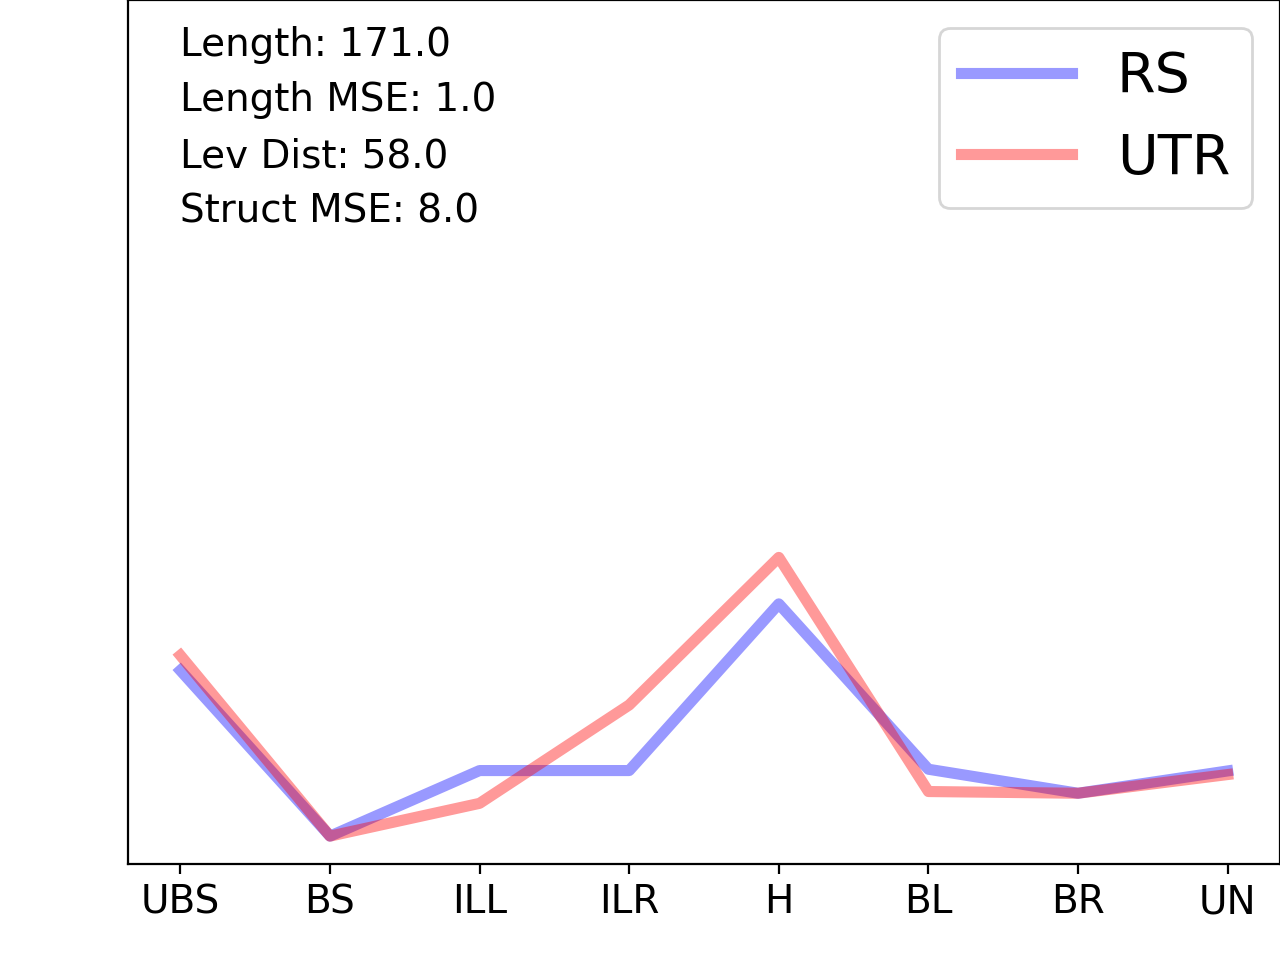 Length: 171.0
Length MSE: 1.0
Lev Dist: 58.0
Struct MSE: 8.0
RS
UTR
UBS BS ILL ILR H BL BR UN